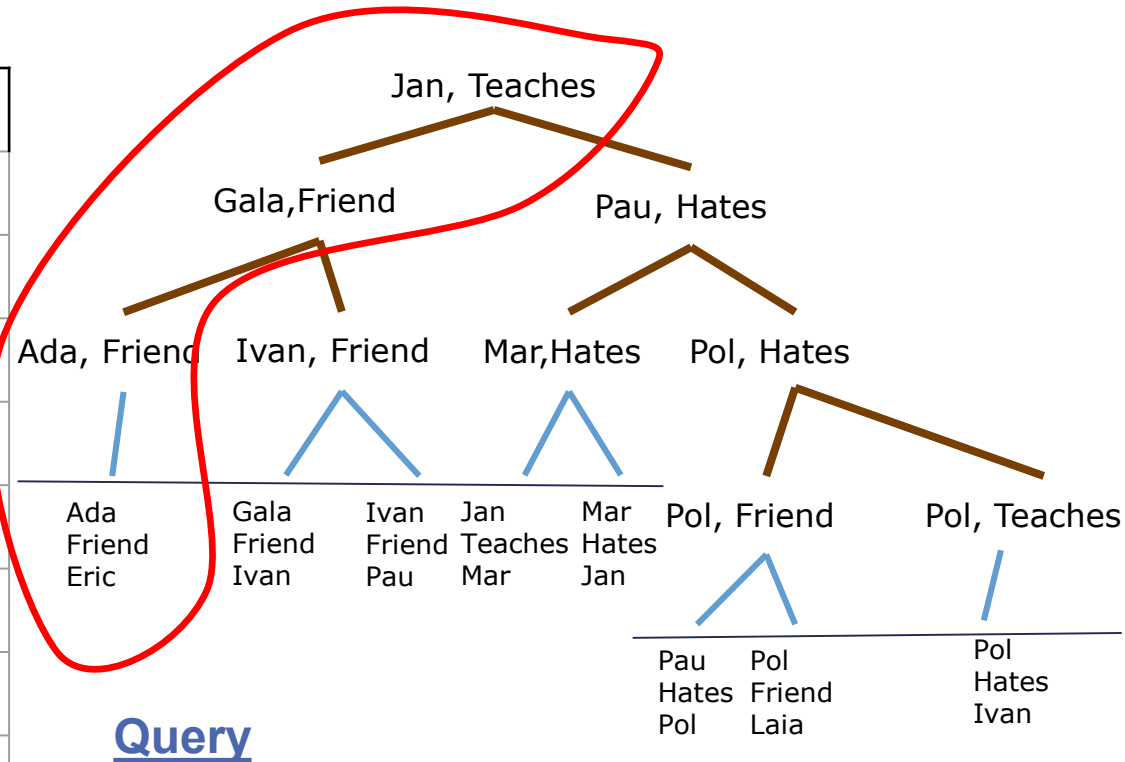 Jan, Teaches
Gala,Friend
Pau, Hates
Ada, Friend
Ivan, Friend
Mar,Hates
Pol, Hates
Ada
Friend
Eric
Gala
Friend
Ivan
Ivan
Friend
Pau
Jan
Teaches
Mar
Mar
Hates
Jan
Pol, Friend
Pol, Teaches
Pau
Hates
Pol
Pol
Friend
Laia
Pol
Hates
Ivan
Query